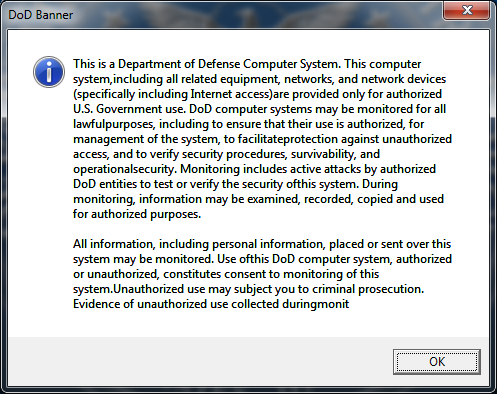 DoD Banner
This is a Department of Defense Computer System. This computer
system,including all related equipment, networks, and network devices
(specifically including Internet access)are provided only for authorized
U.S. Government use. DoD computer systems may be monitored for all
lawfulpurposes, including to ensure that their use is authorized, for
management of the system, to facilitateprotection against unauthorized
access, and to verify security procedures, survivability, and
operationalsecurity. Monitoring includes active attacks by authorized
DoD entities to test or verify the security ofthis system. During
monitoring, information may be examined, recorded, copied and used
for authorized purposes.
All information, including personal information, placed or sent over this
system may be monitored. Use ofthis DoD computer system, authorized
or unauthorized, constitutes consent to monitoring of this
system.Unauthorized use may subject you to criminal prosecution.
Evidence of unauthorized use collected duringmonit
OK